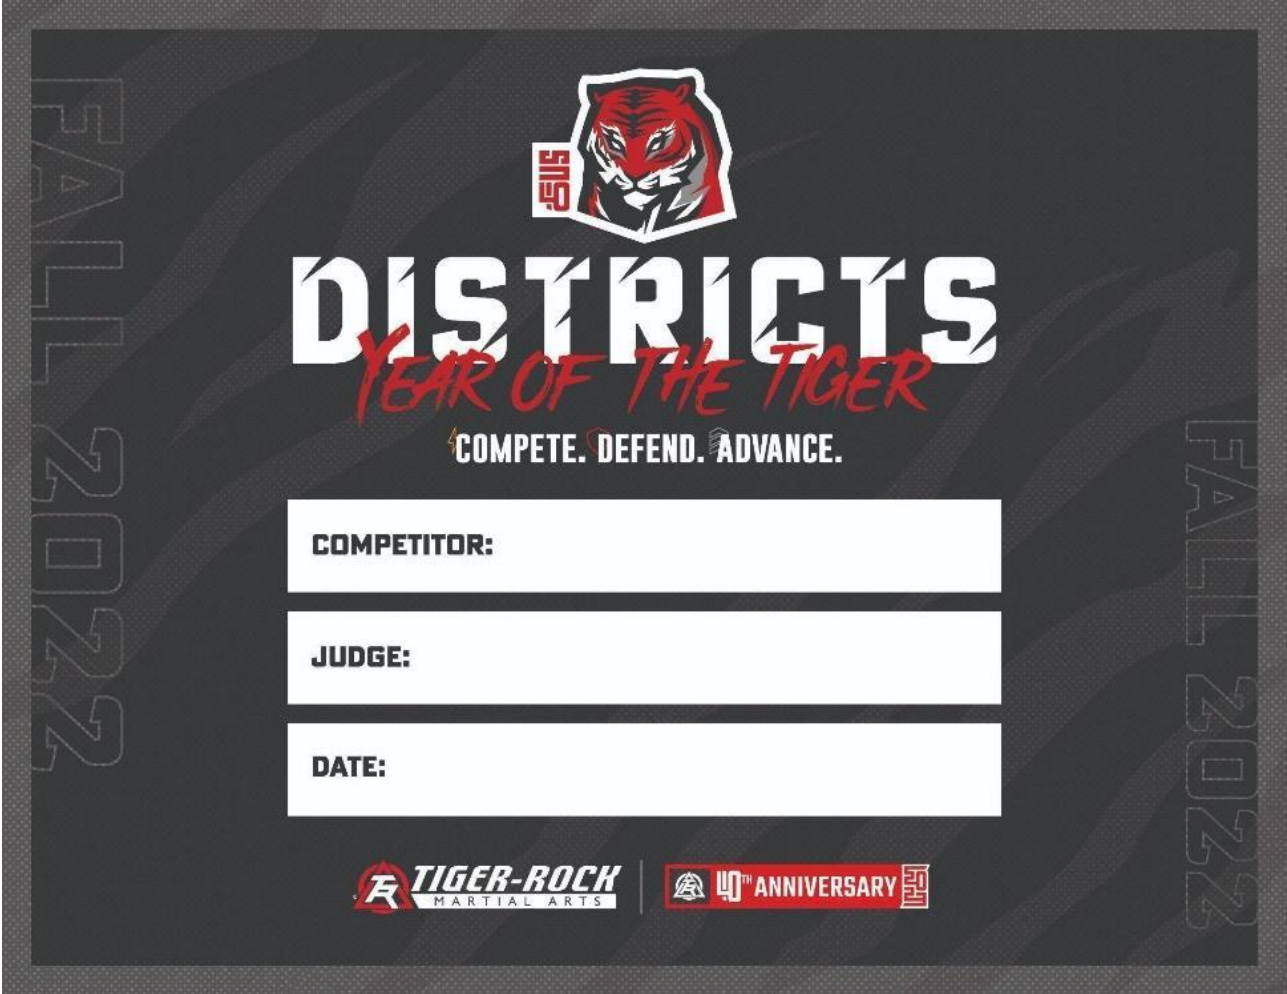 FALL 2022
DISTRICTS
YEAR OF THE TIGER
COMPETE. DEFEND. ADVANCE.
COMPETITOR:
JUDGE:
DATE:
FALL 2022
TIGER-ROCK
MARTIAL ARTS
40TH ANNIVERSARY